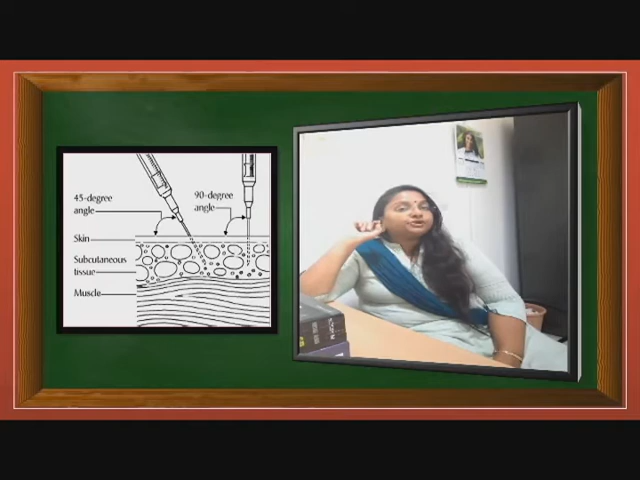 45-degree
angle
90-degree
angle
Skin
Subcutaneous
tissue
Muscle